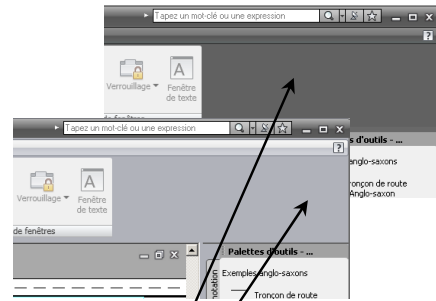 Tapez un mot-clé ou une expression
Verrouillage
Fenêtre
de texte
s d'outils - ...
anglo-saxons
ronçon de route
Anglo-saxon
Tapez un mot-clé ou une expression
Verrouillage
Fenêtre
de texte
de fenêtres
Palettes d'outils - ...
Exemples anglo-saxons
Tronçon de route